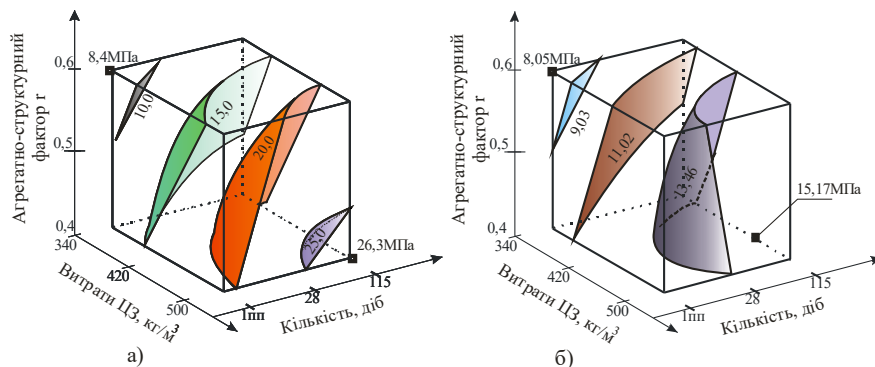 Агрегатно-структурний
фактор r
0,6
0,5
0,4
340
420
500
Витрати ЦЗ, кг/м³
1пп
28
115
Кількість, діб
8,4МПа
10,0
15,0
20,0
25,0
26,3МПа
а)
Агрегатно-структурний
фактор r
0,6
0,5
0,4
340
420
500
Витрати ЦЗ, кг/м³
1пп
28
115
Кількість, діб
8,05МПа
9,03
11,02
13,46
15,17МПа
б)